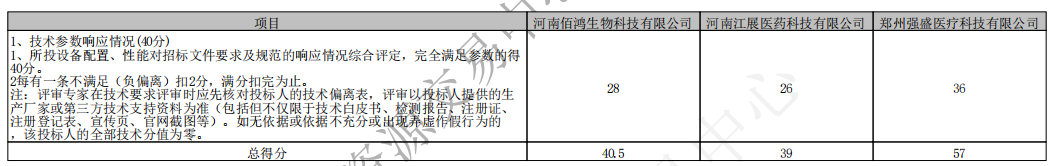 项目 河南佰鸿生物科技有限公司 河南江展医药科技有限公司 郑州强盛医疗科技有限公司
1、技术参数响应情况(40分)
1、所投设备配置、性能对招标文件要求及规范的响应情况综合评定，完全满足参数的得
40分。
2每有一条不满足（负偏离）扣2分，满分扣完为止。
注：评审专家在技术要求评审时应先核对投标人的技术偏离表，评审以投标人提供的生
产厂家或第三方技术支持资料为准（包括但不仅限于技术白皮书、检测报告、注册证、
注册登记表、宣传页、官网截图等）。如无依据或依据不充分或出现弄虚作假行为的
，该投标人的全部技术分值为零。
28 26 36
总得分 40.5 39 57
资源交易中心
中心